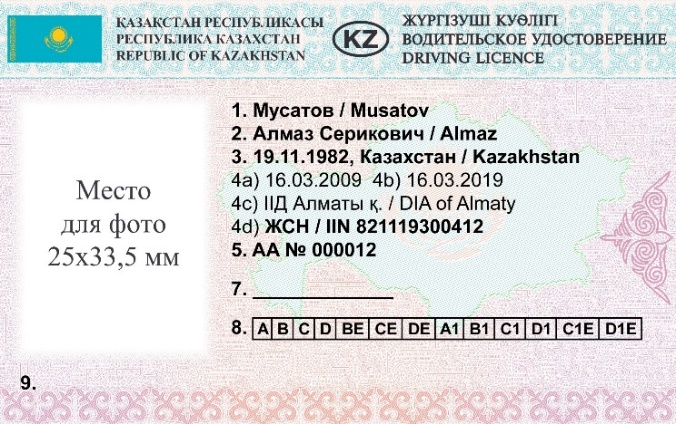 ҚАЗАҚСТАН РЕСПУБЛИКАСЫ
РЕСПУБЛИКА КАЗАХСТАН
REPUBLIC OF KAZAKHSTAN
KZ
ЖҮРГІЗУШІ КУӘЛІГІ
ВОДИТЕЛЬСКОЕ УДОСТОВЕРЕНИЕ
DRIVING LICENCE
Место
для фото
25х33,5 мм
1. Мусатов / Musatov
2. Алмаз Серикович / Almaz
3. 19.11.1982, Казахстан / Kazakhstan
4a) 16.03.2009 4b) 16.03.2019
4c) ІІД Алматы қ. / DIA of Almaty
4d) ЖСН / IIN 821119300412
5. AA № 000012
7. ______________
8. A B C D BE CE DE A1 B1 C1 D1 C1E D1E
9.